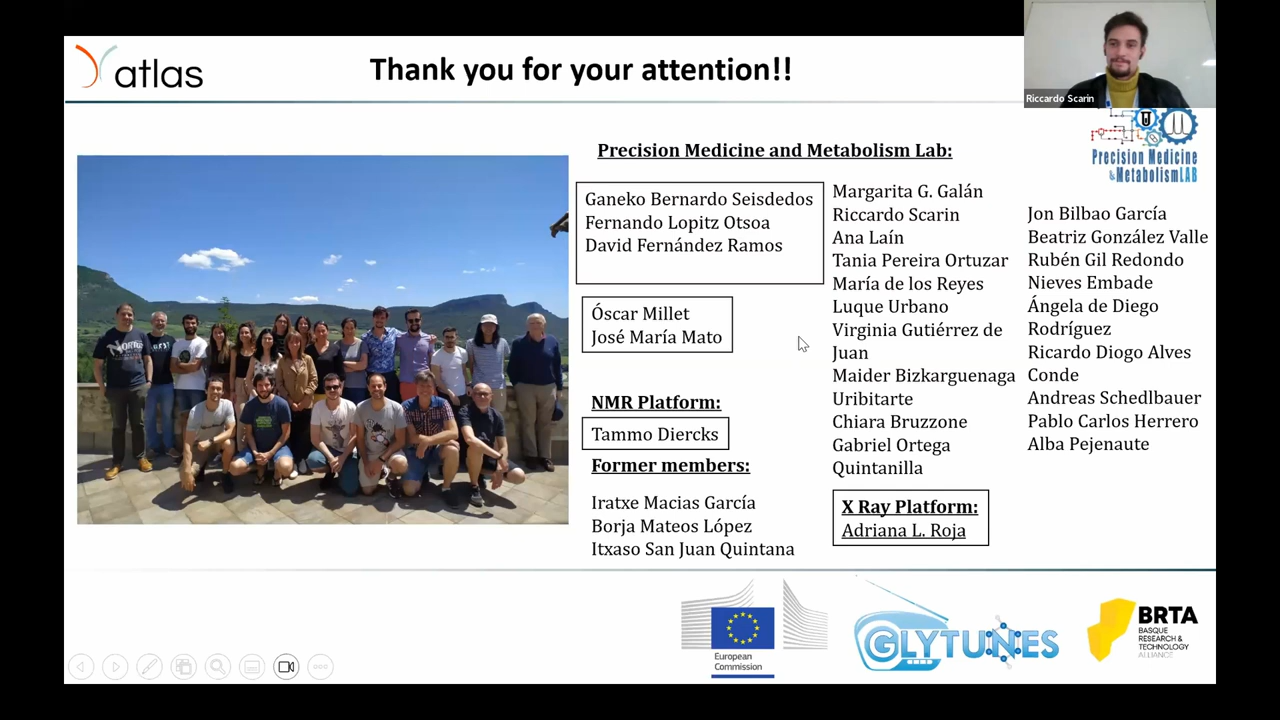 atlas
Thank you for your attention!!
Riccardo Scarin
Precision Medicine
&MetabolismLAB
Precision Medicine and Metabolism Lab:
Ganeko Bernardo Seisdedos
Fernando Lopitz Otsoa
David Fernández Ramos
Óscar Millet
José María Mato
NMR Platform:
Tammo Diercks
Former members:
Iratxe Macias García
Borja Mateos López
Itxaso San Juan Quintana
Margarita G. Galán
Riccardo Scarin
Ana Laín
Tania Pereira Ortuzar
María de los Reyes
Luque Urbano
Virginia Gutiérrez de
Juan
Maider Bizkarguenaga
Uribitarte
Chiara Bruzzone
Gabriel Ortega
Quintanilla
X Ray Platform:
Adriana L. Roja
Jon Bilbao García
Beatriz González Valle
Rubén Gil Redondo
Nieves Embade
Ángela de Diego
Rodríguez
Ricardo Diogo Alves
Conde
Andreas Schedlbauer
Pablo Carlos Herrero
Alba Pejenaute
European
Commission
GLYTUNES
BRTA
BASQUE
RESEARCH &
TECHNOLOGY
ALLIANCE